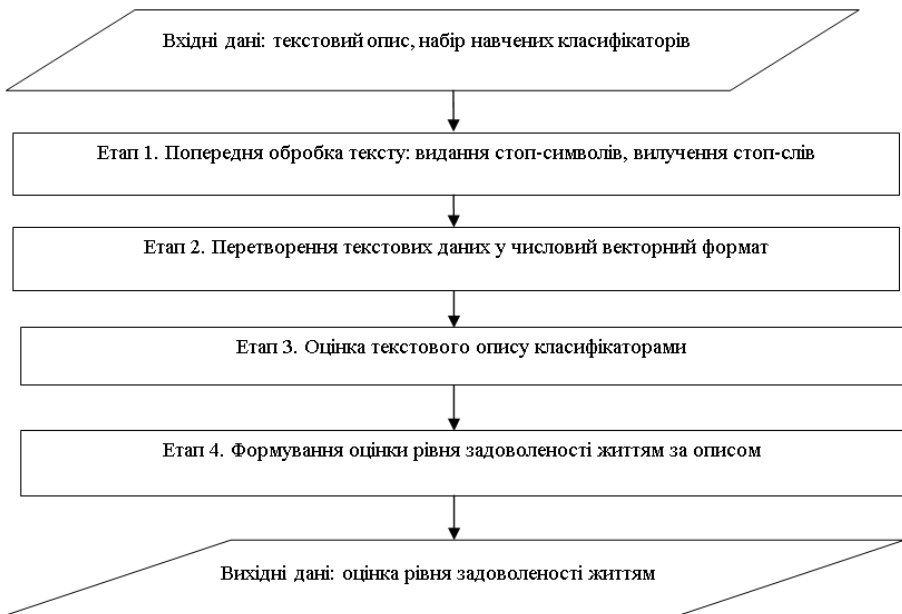 Вхідні дані: текстовий опис, набір навчених класифікаторів
Етап 1. Попередня обробка тексту: видання стоп-символів, вилучення стоп-слів
Етап 2. Перетворення текстових даних у числовий векторний формат
Етап 3. Оцінка текстового опису класифікаторами
Етап 4. Формування оцінки рівня задоволеності життям за описом
Вихідні дані: оцінка рівня задоволеності життям